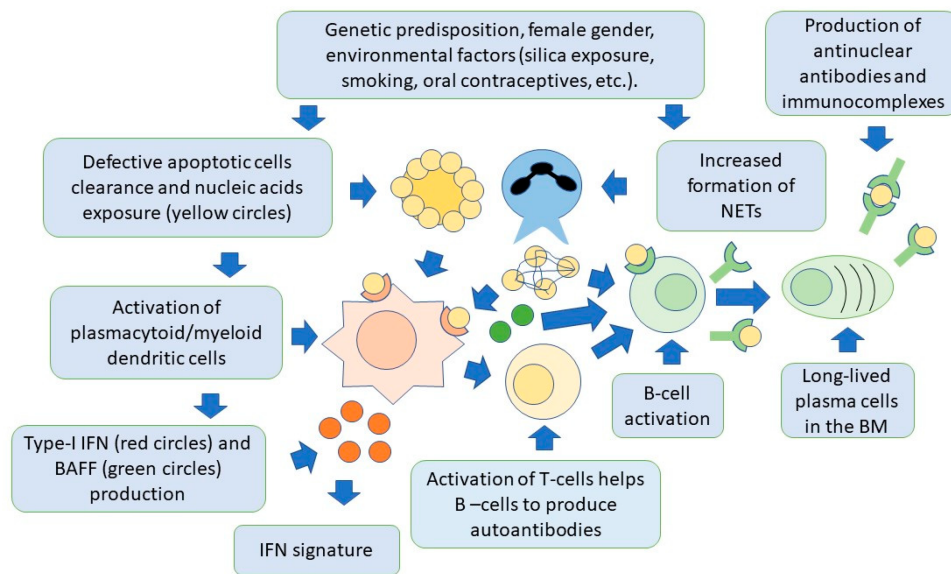 Genetic predisposition, female gender,
environmental factors (silica exposure,
smoking, oral contraceptives, etc.).
Production of
antinuclear
antibodies and
immunocomplexes
Defective apoptotic cells
clearance and nucleic acids
exposure (yellow circles)
Increased
formation of
NETs
Activation of
plasmacytoid/myeloid
dendritic cells
B-cell
activation
Long-lived
plasma cells
in the BM
Type-I IFN (red circles) and
BAFF (green circles)
production
Activation of T-cells helps
B –cells to produce
autoantibodies
IFN signature